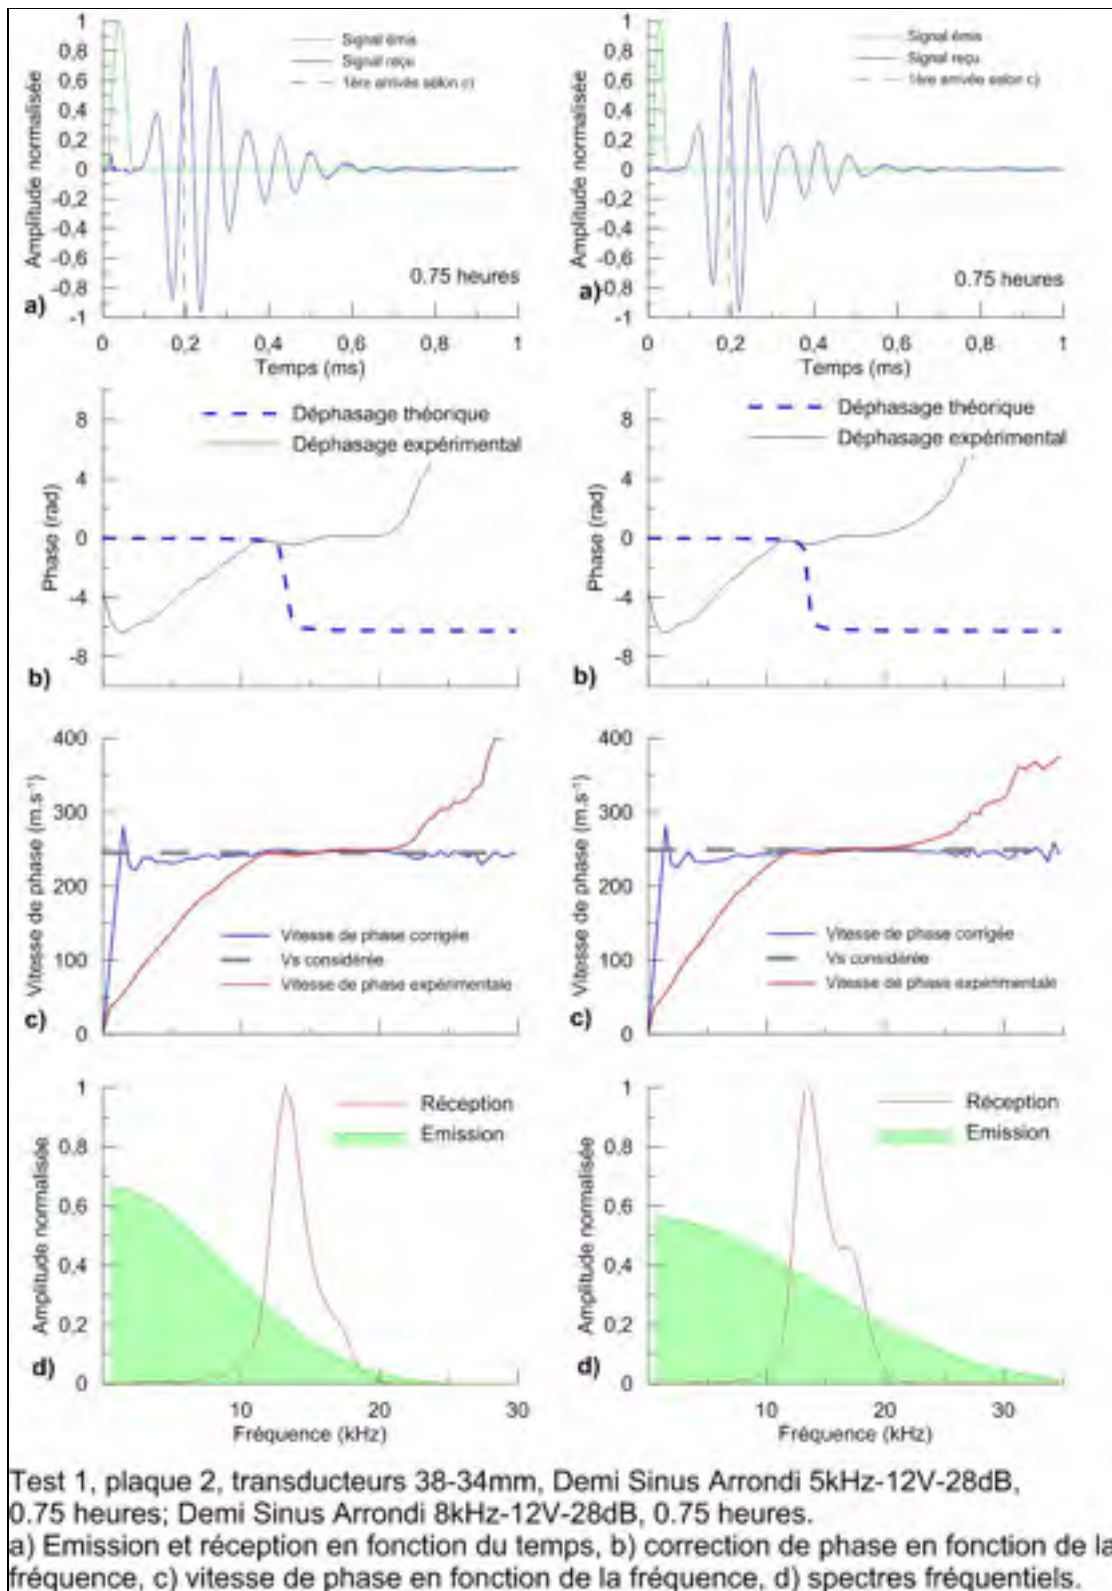 1
0,8
0,6
0,4
0,2
0
-0,2
-0,4
-0,6
-0,8
-1
Amplitude normalisée
Signal émis
Signal reçu
1ère arrivée selon c)
0.75 heures
a)
0 0,2 0,4 0,6 0,8 1
Temps (ms)
1
0,8
0,6
0,4
0,2
0
-0,2
-0,4
-0,6
-0,8
-1
Amplitude normalisée
Signal émis
Signal reçu
1ère arrivée selon c)
0.75 heures
a)
0 0,2 0,4 0,6 0,8 1
Temps (ms)
8
4
0
-4
-8
Phase (rad)
Déphasage théorique
Déphasage expérimental
b)
8
4
0
-4
-8
Phase (rad)
Déphasage théorique
Déphasage expérimental
b)
400
300
200
100
0
Vitesse de phase (m.s⁻¹)
Vitesse de phase corrigée
Vs considérée
Vitesse de phase expérimentale
c)
400
300
200
100
0
Vitesse de phase (m.s⁻¹)
Vitesse de phase corrigée
Vs considérée
Vitesse de phase expérimentale
c)
1
0,8
0,6
0,4
0,2
0
Amplitude normalisée
Réception
Emission
d)
10 20 30
Fréquence (kHz)
1
0,8
0,6
0,4
0,2
0
Amplitude normalisée
Réception
Emission
d)
10 20 30
Fréquence (kHz)
Test 1, plaque 2, transducteurs 38-34mm, Demi Sinus Arrondi 5kHz-12V-28dB,
0.75 heures; Demi Sinus Arrondi 8kHz-12V-28dB, 0.75 heures.
a) Emission et réception en fonction du temps, b) correction de phase en fonction de la
fréquence, c) vitesse de phase en fonction de la fréquence, d) spectres fréquentiels.